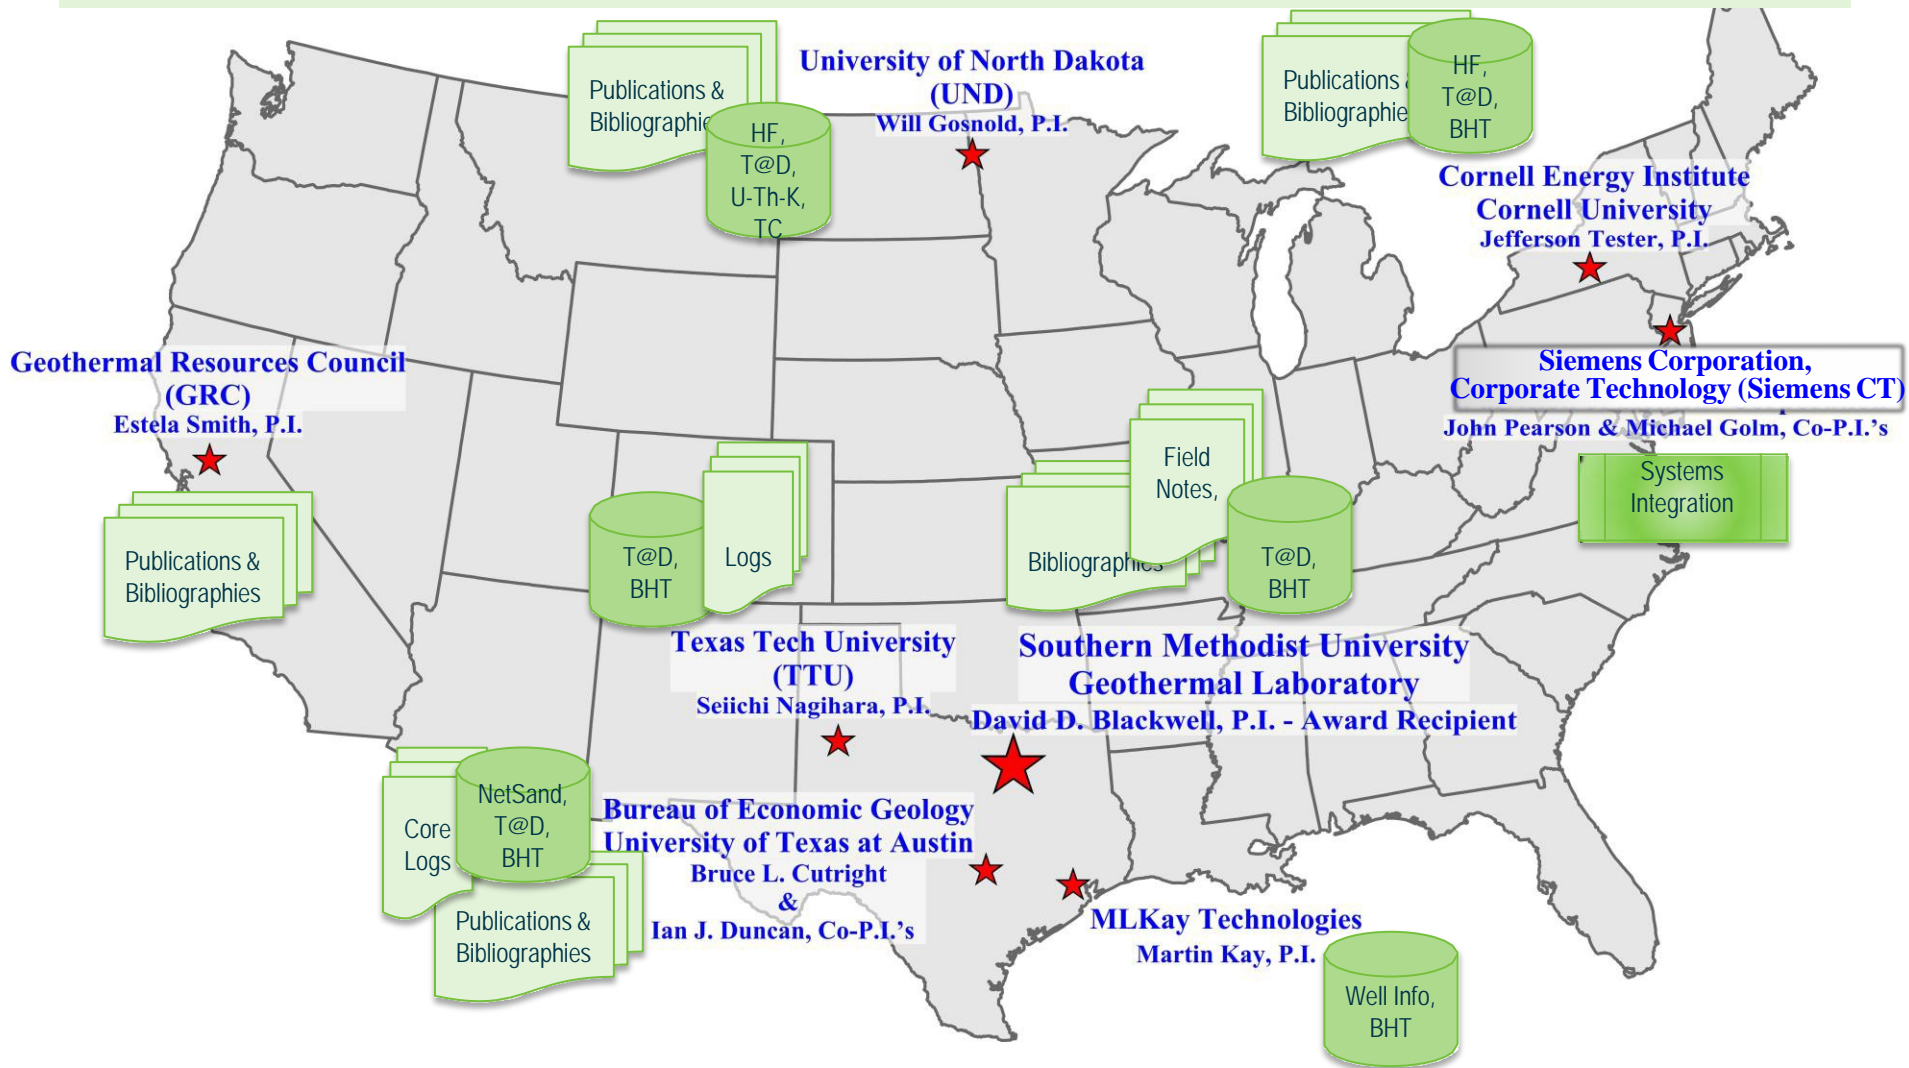 Publications &
Bibliographie
HF,
T@D,
U-Th-K,
TC
University of North Dakota
(UND)
Will Gosnold, P.I.
Publications
Bibliographie
HF,
T@D,
BHT
Cornell Energy Institute
Cornell University
Jefferson Tester, P.I.
Geothermal Resources Council
(GRC)
Estela Smith, P.I.
Publications &
Bibliographies
Siemens Corporation,
Corporate Technology (Siemens CT)
John Pearson & Michael Golm, Co-P.I.'s
Systems
Integration
T@D,
BHT
Logs
Bibliographies
Field
Notes,
T@D,
BHT
Texas Tech University
(TTU)
Seiichi Nagihara, P.I.
Southern Methodist University
Geothermal Laboratory
David D. Blackwell, P.I. - Award Recipient
Core
Logs
NetSand,
T@D,
BHT
Publications &
Bibliographies
Bureau of Economic Geology
University of Texas at Austin
Bruce L. Cutright
&
Ian J. Duncan, Co-P.I.'s
MLKay Technologies
Martin Kay, P.I.
Well Info,
BHT